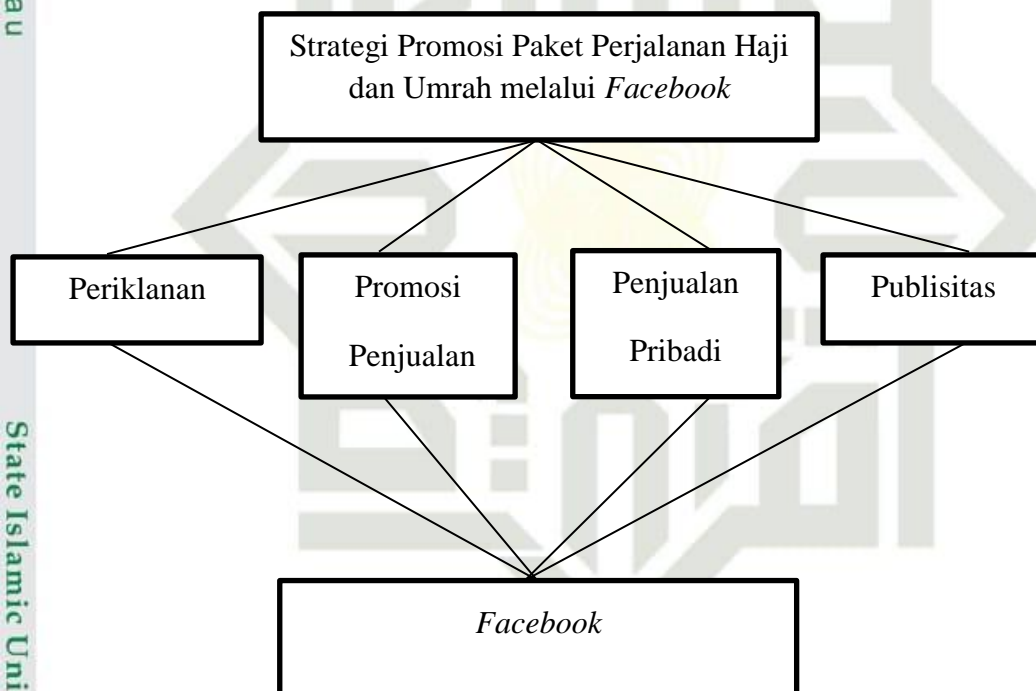 Strategi Promosi Paket Perjalanan Haji
dan Umrah melalui Facebook
Periklanan
Promosi
Penjualan
Penjualan
Pribadi
Publisitas
Facebook
au
State Islamic Uni